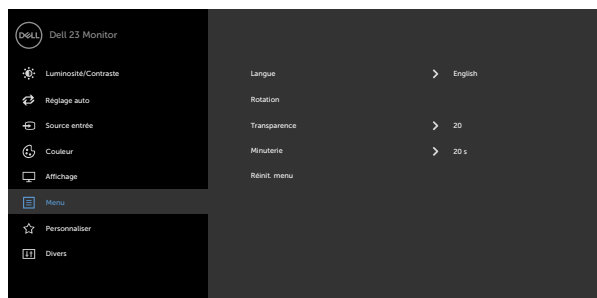 DELL Dell 23 Monitor
Luminosité/Contraste
Réglage auto
Source entrée
Couleur
Affichage
Menu
Personnaliser
Divers
Langue English
Rotation
Transparence 20
Minuterie 20 s
Réinit. menu